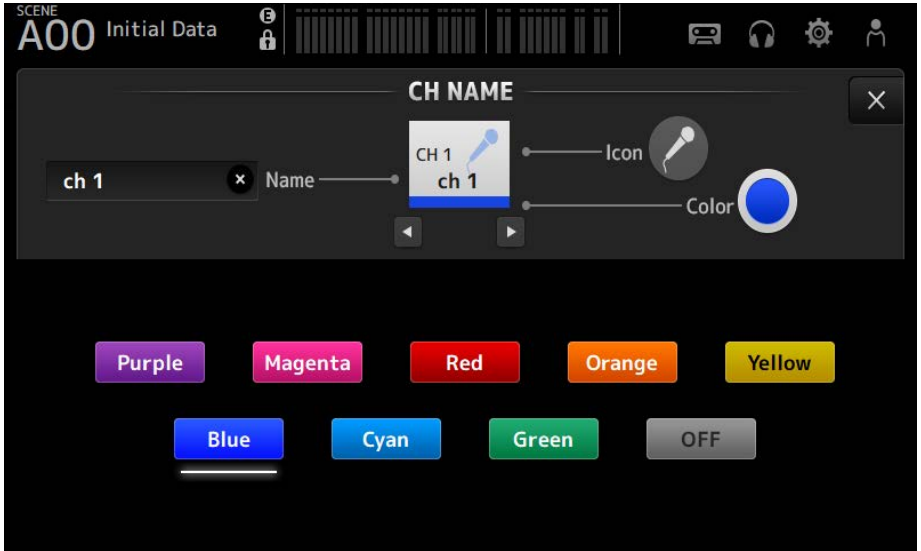 SCENE
A00 Initial Data
E
CH NAME
ch 1
Name
CH 1
ch 1
Icon
Color
Purple Magenta Red Orange Yellow
Blue Cyan Green OFF